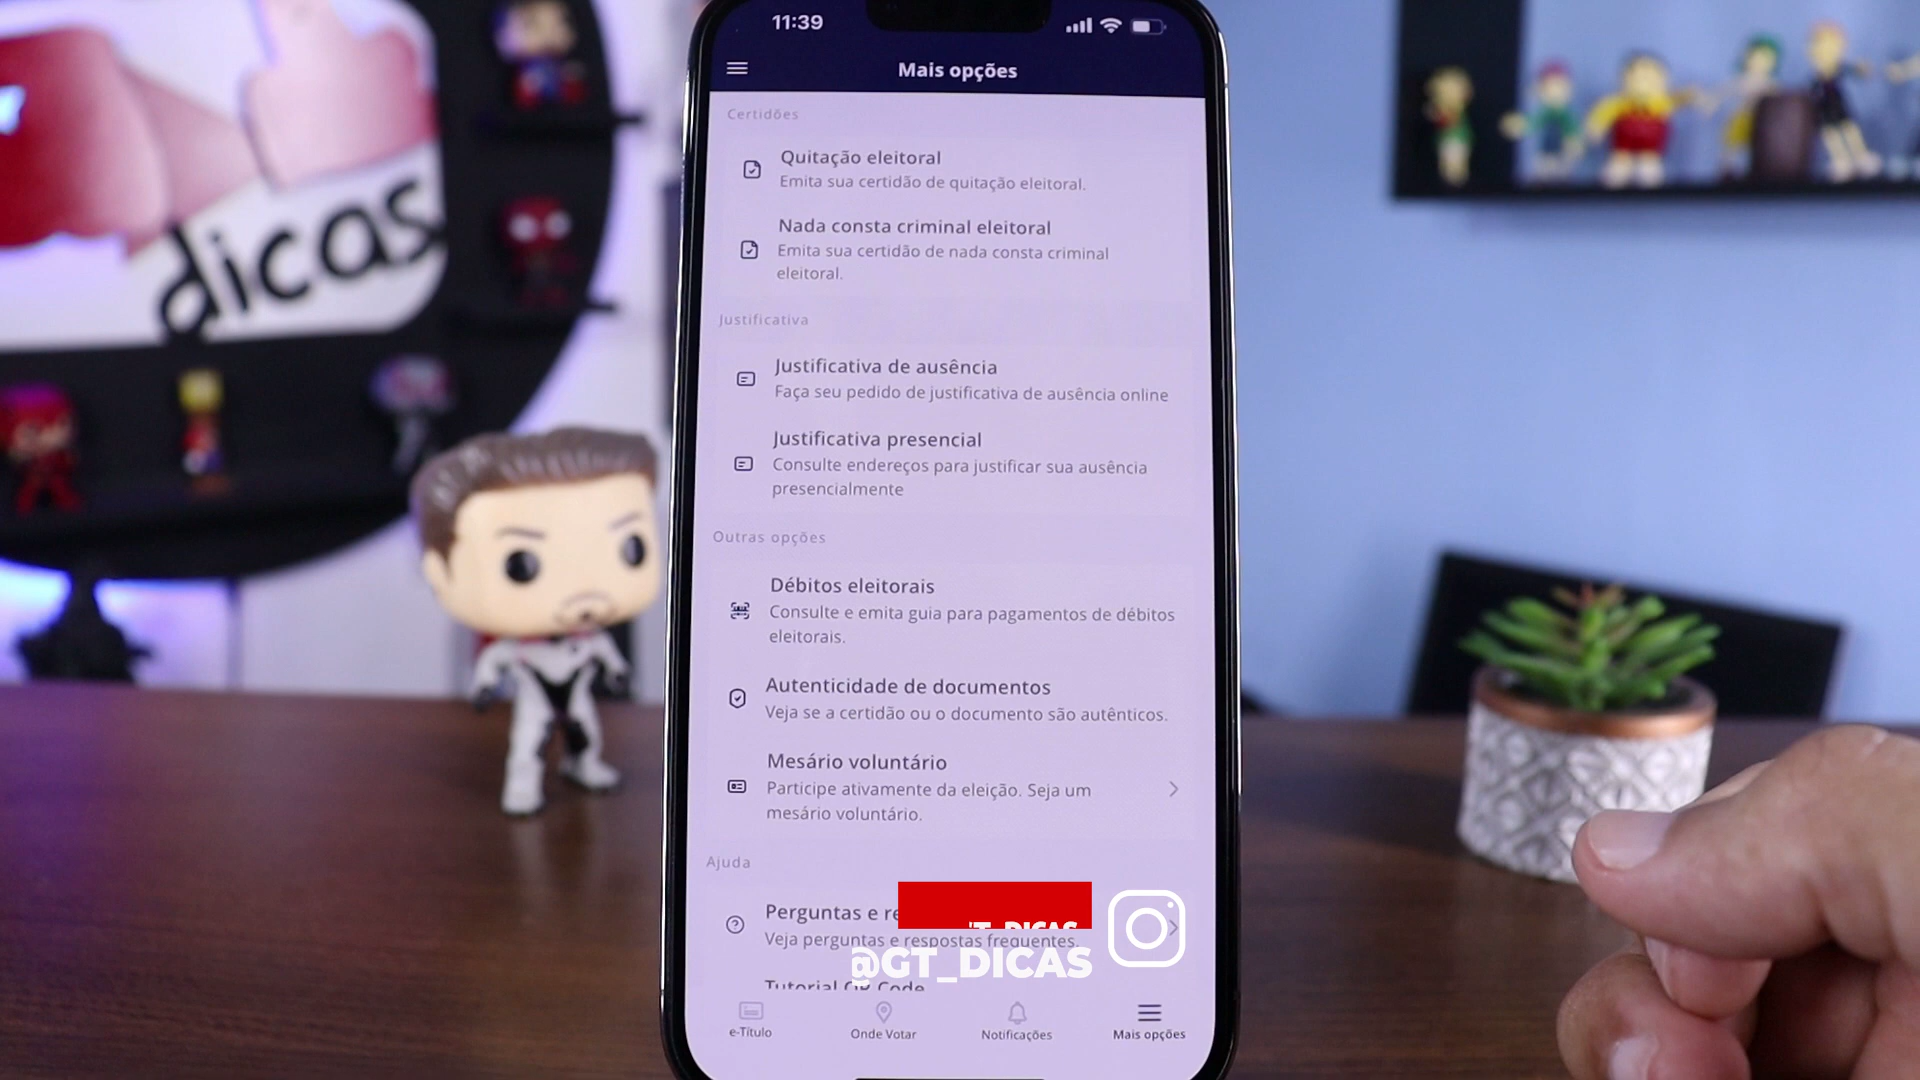 dicas
11:39
Mais opções
Certidões
Quitação eleitoral
Emita sua certidão de quitação eleitoral.
Nada consta criminal eleitoral
Emita sua certidão de nada consta criminal
eleitoral.
Justificativa
Justificativa de ausência
Faça seu pedido de justificativa de ausência online
Justificativa presencial
Consulte endereços para justificar sua ausência
presencialmente
Outras opções
Débitos eleitorais
Consulte e emita guia para pagamentos de débitos
eleitorais.
Autenticidade de documentos
Veja se a certidão ou o documento são autênticos.
Mesário voluntário
Participe ativamente da eleição. Seja um
mesário voluntário.
Ajuda
Perguntas e re
Veja perguntas e respostas frequentes.
@GT_DICAS
Tutorial QR Code
e-Título
Onde Votar
Notificações
Mais opções